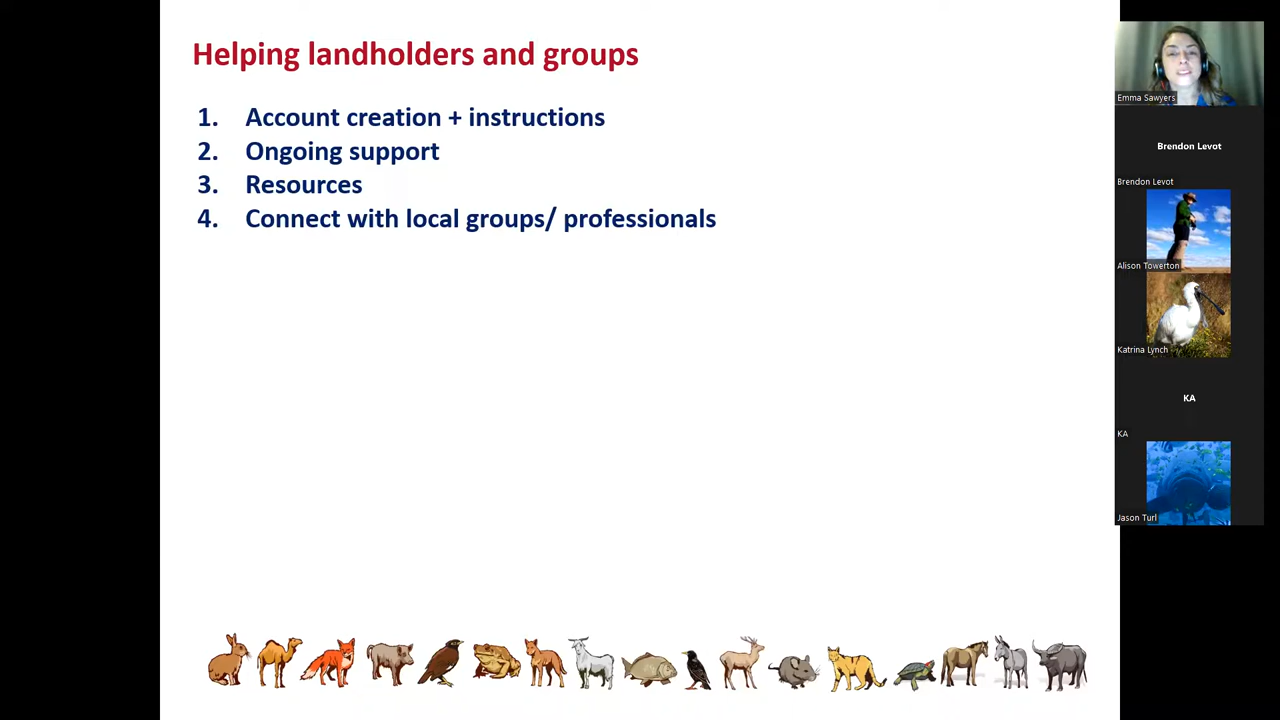 Helping landholders and groups
1. Account creation + instructions
2. Ongoing support
3. Resources
4. Connect with local groups/ professionals
Emma Sawyers
Brendon Levot
Brendon Levot
Alison Towerton
Katrina Lynch
KA
KA
Jason Turl